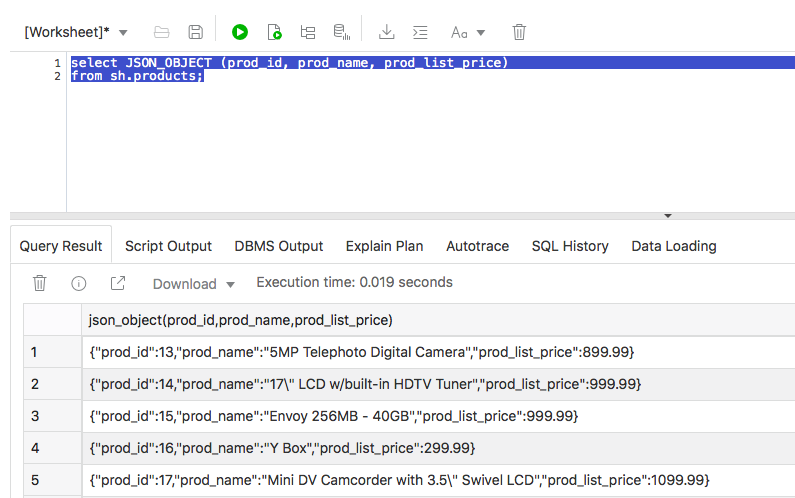 [Worksheet]*
Aa
1 select JSON_OBJECT (prod_id, prod_name, prod_list_price)
2 from sh.products;
Query Result Script Output DBMS Output Explain Plan Autotrace SQL History Data Loading
Download Execution time: 0.019 seconds
json_object(prod_id,prod_name,prod_list_price)
1 {"prod_id":13,"prod_name":"5MP Telephoto Digital Camera","prod_list_price":899.99}
2 {"prod_id":14,"prod_name":"17\" LCD w/built-in HDTV Tuner","prod_list_price":999.99}
3 {"prod_id":15,"prod_name":"Envoy 256MB - 40GB","prod_list_price":999.99}
4 {"prod_id":16,"prod_name":"Y Box","prod_list_price":299.99}
5 {"prod_id":17,"prod_name":"Mini DV Camcorder with 3.5\" Swivel LCD","prod_list_price":1099.99}